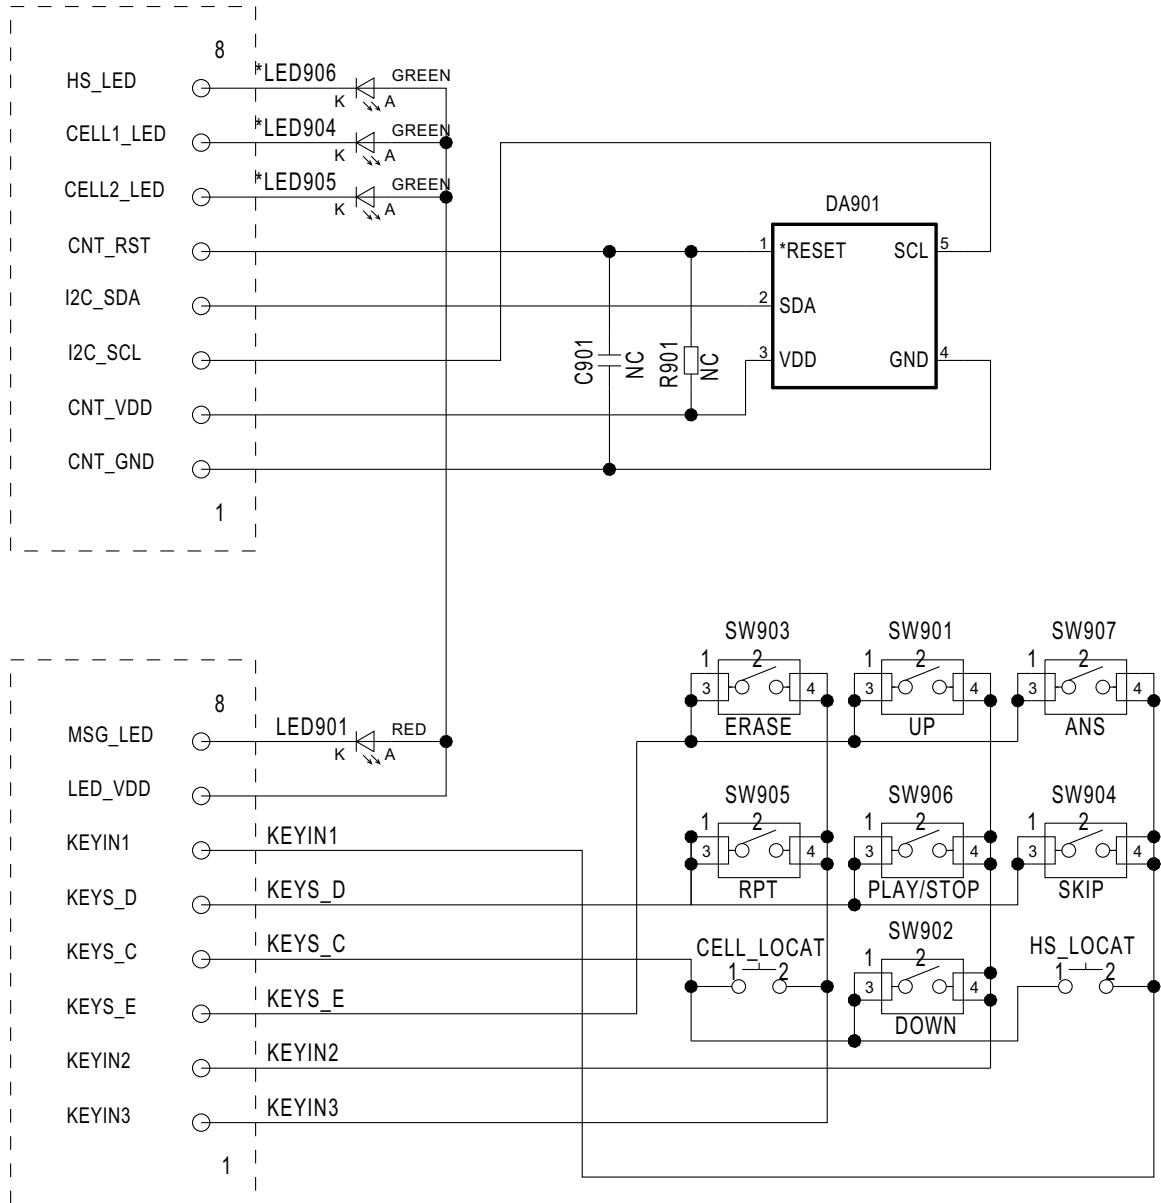 8
HS_LED
*LED906
GREEN
K
A
CELL1_LED
*LED904
GREEN
K
A
CELL2_LED
*LED905
GREEN
K
A
CNT_RST
I2C_SDA
I2C_SCL
CNT_VDD
CNT_GND
1
C901
NC
R901
NC
DA901
1
*RESET
SCL
5
2
SDA
3
VDD
GND
4
8
MSG_LED
LED901
RED
K
A
LED_VDD
KEYIN1
KEYIN1
KEYS_D
KEYS_D
KEYS_C
KEYS_C
KEYS_E
KEYS_E
KEYIN2
KEYIN2
KEYIN3
KEYIN3
1
SW903
1
2
3
4
ERASE
SW901
1
2
3
4
UP
SW907
1
2
3
4
ANS
SW905
1
2
3
4
RPT
SW906
1
2
3
4
PLAY/STOP
SW904
1
2
3
4
SKIP
CELL_LOCAT
1
2
SW902
1
2
3
4
DOWN
HS_LOCAT
1
2